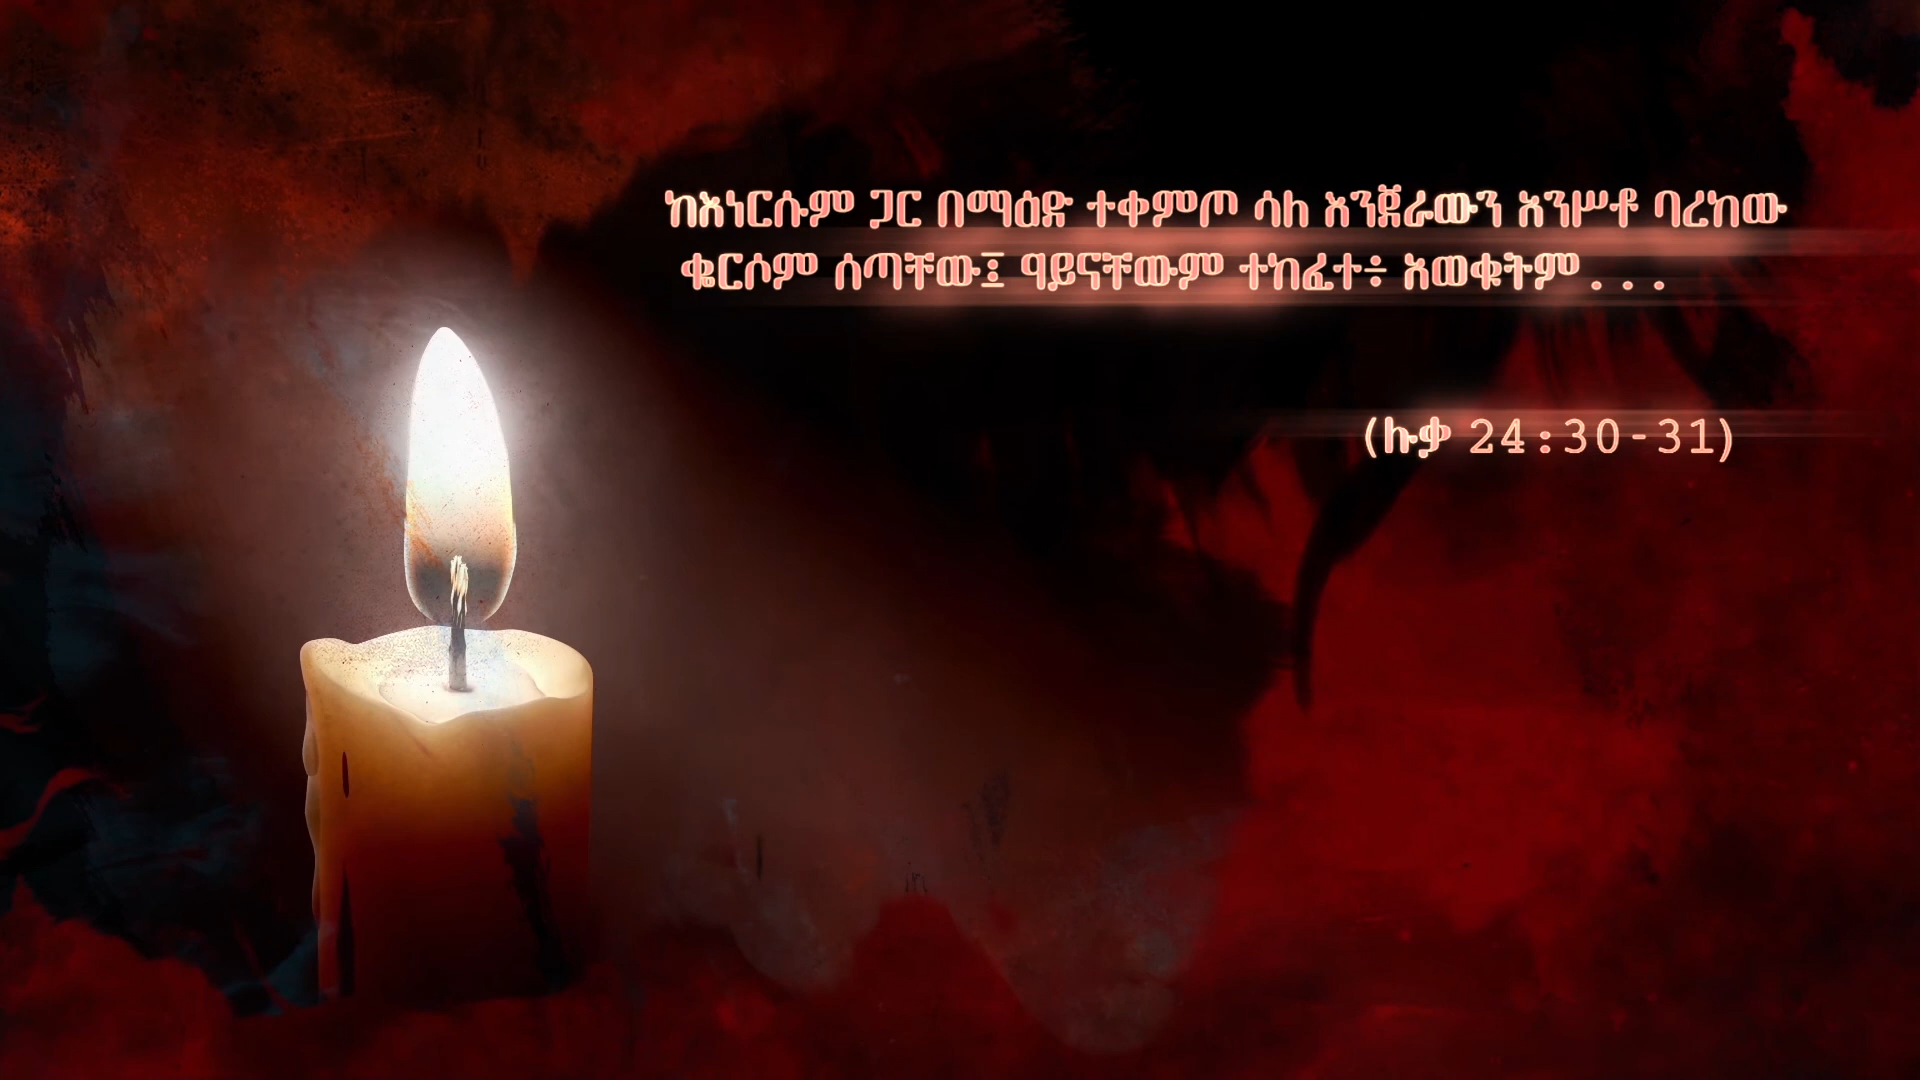 ከእነርሱም ጋር በማዕድ ተቀምጦ ሳለ እንጀራውን አንሥቶ ባረከው
ቈርሶም ሰጣቸው፤ ዓይናቸውም ተከፈተ፥ አወቁትም . . .
(ሉቃ 24:30-31)